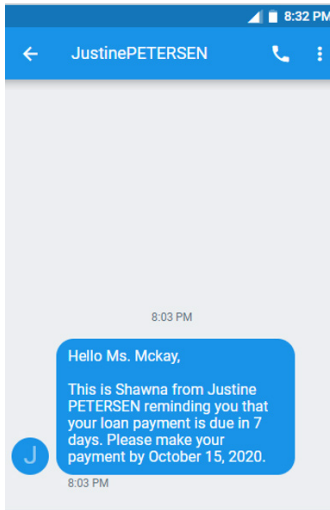 8:32 PM
JustinePETERSEN
8:03 PM
Hello Ms. Mckay,
This is Shawna from Justine
PETERSEN reminding you that
your loan payment is due in 7
days. Please make your
payment by October 15, 2020.
J
8:03 PM